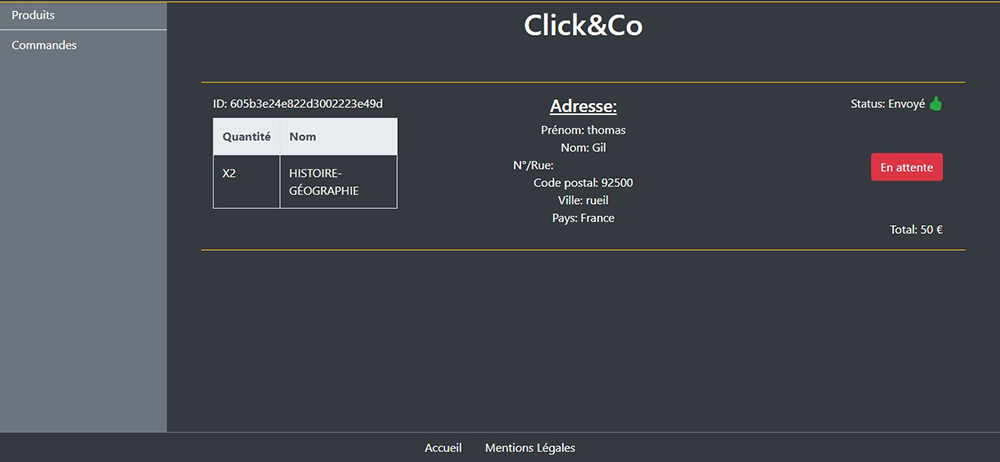 Produits
Commandes
Click&Co
ID: 605b3e24e822d3002223e49d
Quantité Nom
X2 HISTOIRE-
GÉOGRAPHIE
Adresse:
Prénom: thomas
Nom: Gil
N°/Rue:
Code postal: 92500
Ville: rueil
Pays: France
Status: Envoyé
En attente
Total: 50 €
Accueil Mentions Légales